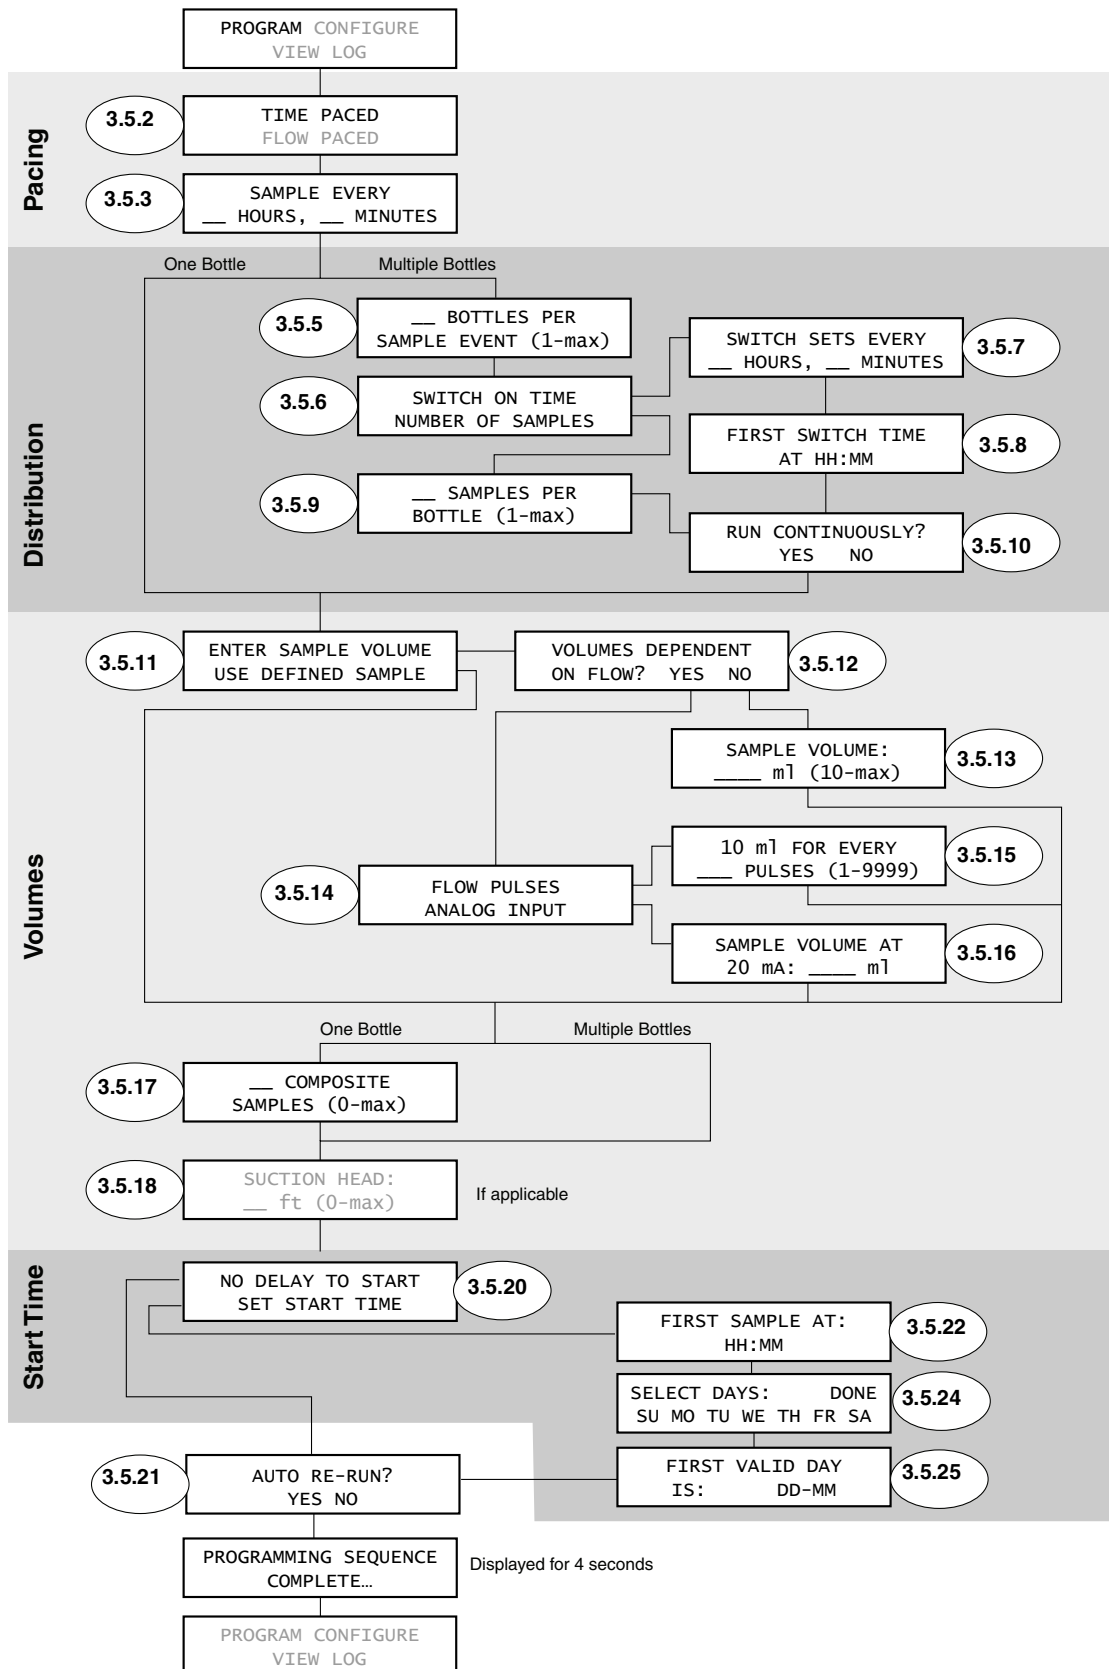 PROGRAM CONFIGURE
VIEW LOG
Pacing
3.5.2
TIME PACED
FLOW PACED
3.5.3
SAMPLE EVERY
__ HOURS, __ MINUTES
Distribution
One Bottle
Multiple Bottles
3.5.5
__ BOTTLES PER
SAMPLE EVENT (1-max)
3.5.6
SWITCH ON TIME
NUMBER OF SAMPLES
SWITCH SETS EVERY
__ HOURS, __ MINUTES
3.5.7
FIRST SWITCH TIME
AT HH:MM
3.5.8
3.5.9
__ SAMPLES PER
BOTTLE (1-max)
RUN CONTINUOUSLY?
YES NO
3.5.10
Volumes
3.5.11
ENTER SAMPLE VOLUME
USE DEFINED SAMPLE
VOLUMES DEPENDENT
ON FLOW? YES NO
3.5.12
SAMPLE VOLUME:
____ ml (10-max)
3.5.13
3.5.14
FLOW PULSES
ANALOG INPUT
10 ml FOR EVERY
___ PULSES (1-9999)
3.5.15
SAMPLE VOLUME AT
20 mA: ____ ml
3.5.16
One Bottle
Multiple Bottles
3.5.17
__ COMPOSITE
SAMPLES (0-max)
3.5.18
SUCTION HEAD:
__ ft (0-max)
If applicable
Start Time
NO DELAY TO START
SET START TIME
3.5.20
FIRST SAMPLE AT:
HH:MM
3.5.22
SELECT DAYS: DONE
SU MO TU WE TH FR SA
3.5.24
FIRST VALID DAY
IS: DD-MM
3.5.25
3.5.21
AUTO RE-RUN?
YES NO
PROGRAMMING SEQUENCE
COMPLETE…
Displayed for 4 seconds
PROGRAM CONFIGURE
VIEW LOG